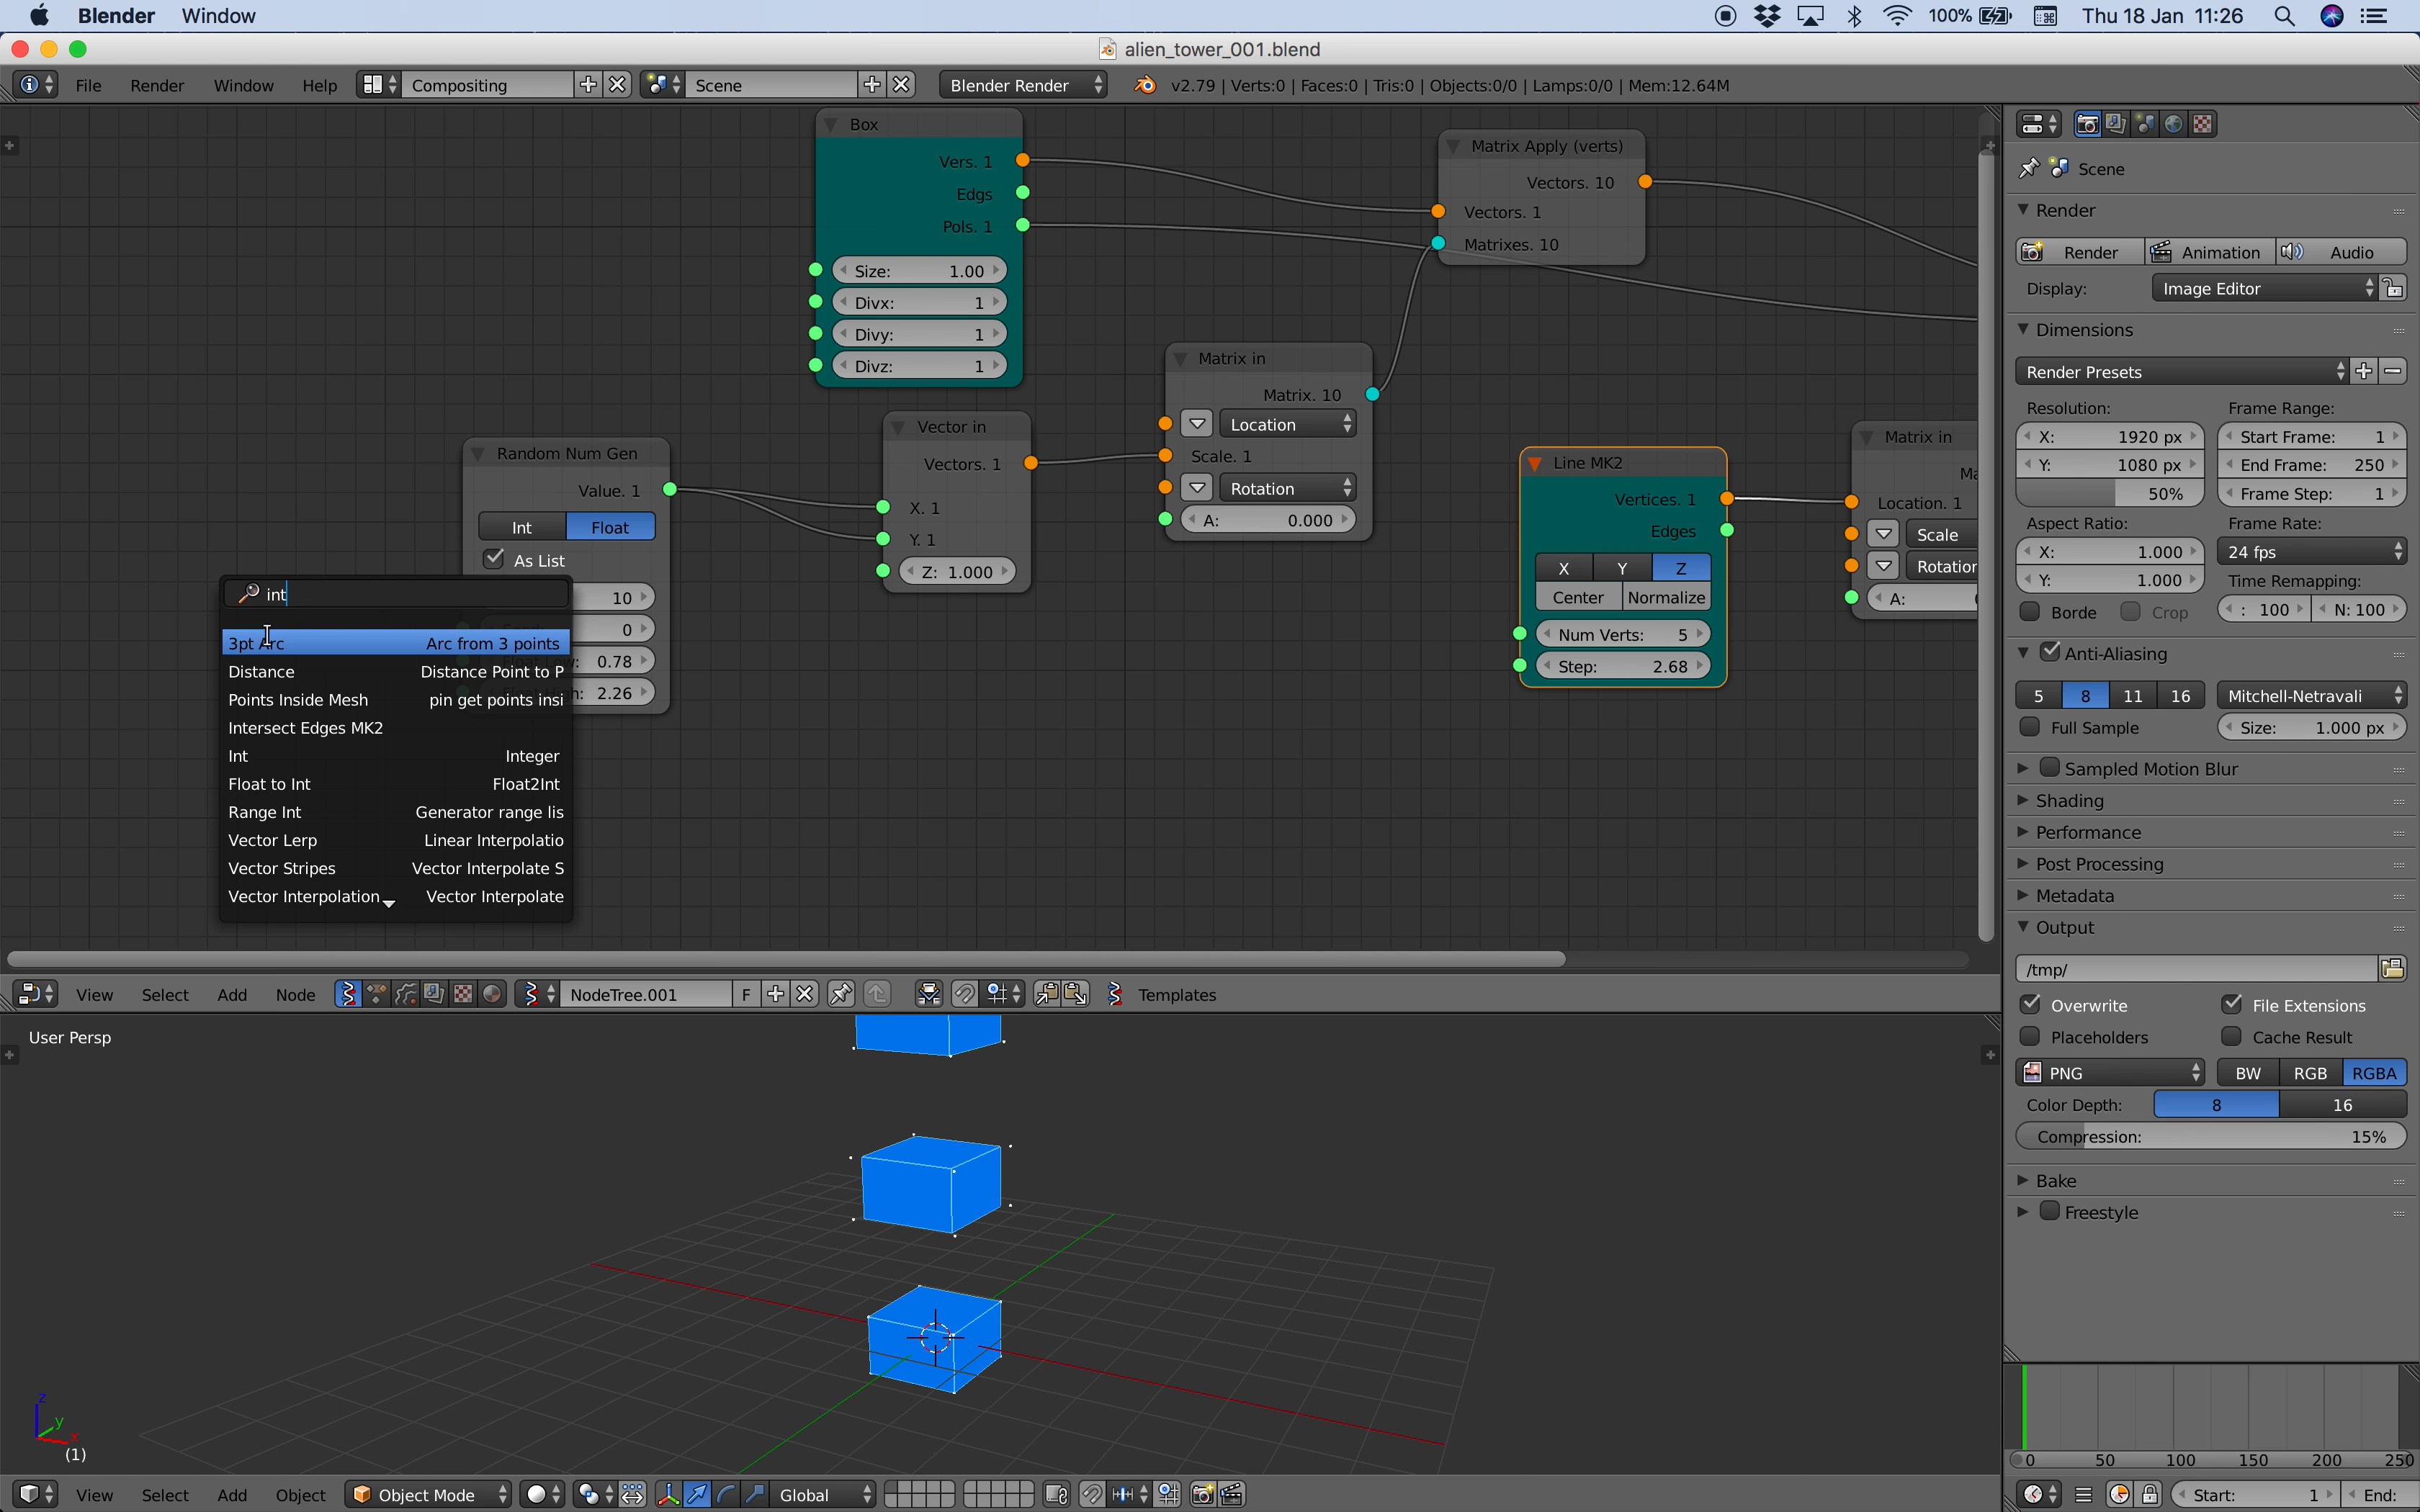 Blender Window 100% Thu 18 Jan 11:26
alien_tower_001.blend
File Render Window Help Compositing Scene Blender Render v2.79 | Verts:0 | Faces:0 | Tris:0 | Objects:0/0 | Lamps:0/0 | Mem:12.64M
Box
Vers. 1
Edgs
Pols. 1
Size: 1.00
Divx: 1
Divy: 1
Divz: 1
Matrix Apply (verts)
Vectors. 10
Vectors. 1
Matrixes. 10
Matrix in
Matrix. 10
Location
Scale. 1
Rotation
A: 0.000
Vector in
Vectors. 1
X. 1
Y. 1
Z: 1.000
Random Num Gen
Value. 1
Int Float
As List
10
0
0.78
2.26
int
3pt Arc Arc from 3 points
Distance Distance Point to P
Points Inside Mesh pin get points insi
Intersect Edges MK2
Int Integer
Float to Int Float2Int
Range Int Generator range lis
Vector Lerp Linear Interpolatio
Vector Stripes Vector Interpolate S
Vector Interpolation Vector Interpolate
Line MK2
Vertices. 1
Edges
X Y Z
Center Normalize
Num Verts: 5
Step: 2.68
Matrix in
Ma
Location. 1
Scale
Rotation
A:
View Select Add Node NodeTree.001 F Templates
User Persp
z
y
x
(1)
View Select Add Object Object Mode Global
Scene
Render
Render Animation Audio
Display: Image Editor
Dimensions
Render Presets
Resolution: Frame Range:
X: 1920 px Start Frame: 1
Y: 1080 px End Frame: 250
50% Frame Step: 1
Aspect Ratio: Frame Rate:
X: 1.000 24 fps
Y: 1.000 Time Remapping:
Borde Crop : 100 N: 100
Anti-Aliasing
5 8 11 16 Mitchell-Netravali
Full Sample Size: 1.000 px
Sampled Motion Blur
Shading
Performance
Post Processing
Metadata
Output
/tmp/
Overwrite File Extensions
Placeholders Cache Result
PNG BW RGB RGBA
Color Depth: 8 16
Compression: 15%
Bake
Freestyle
0 50 100 150 200 250
Start: 1 End: